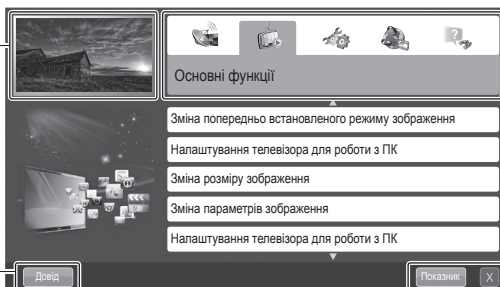 Основні функції
Зміна попередньо встановленого режиму зображення
Налаштування телевізора для роботи з ПК
Зміна розміру зображення
Зміна параметрів зображення
Налаштування телевізора для роботи з ПК
Довід
Показник
X